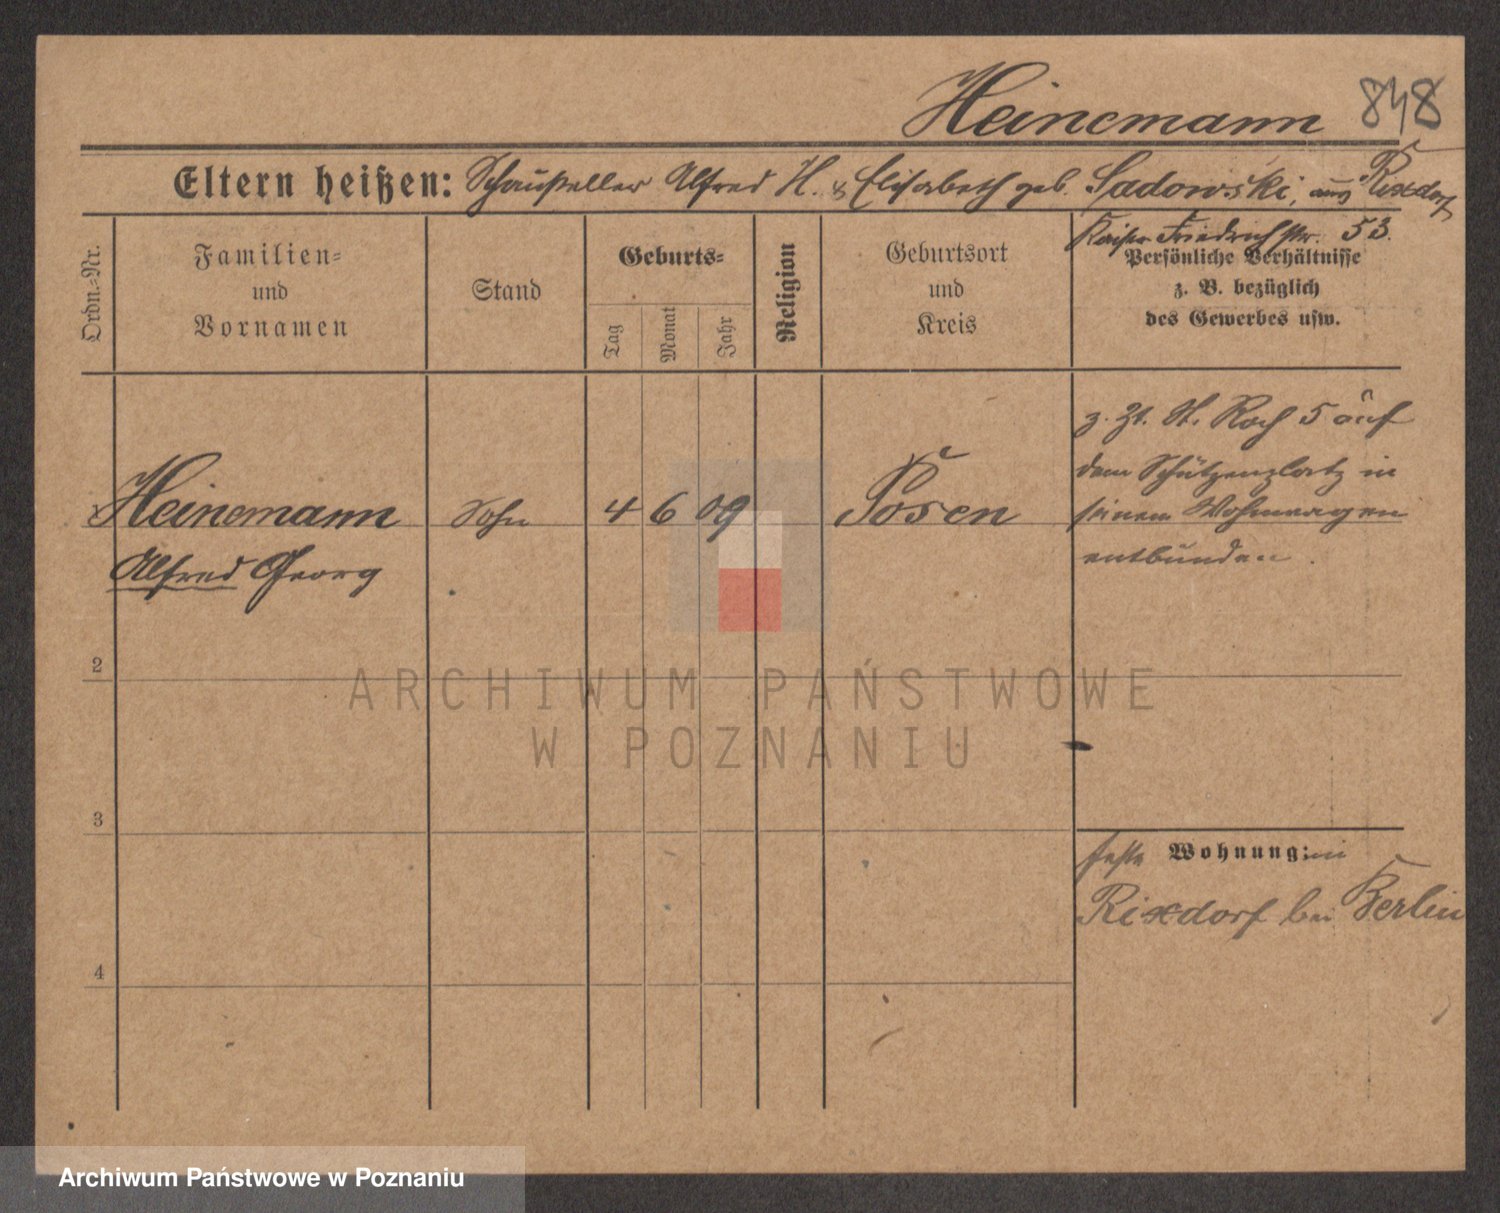 Heinemann 848
Eltern heißen: Schausteller Alfred H. & Elisabeth geb. Sadowski, aus Rixdorf
Kaiser Friedrichstr. 53.
Ordn.-Nr.
Familien-
und
Vornamen
Stand
Geburts-
Tag
Monat
Jahr
Religion
Geburtsort
und
Kreis
Persönliche Verhältnisse
z. B. bezüglich
des Gewerbes usw.
Heinemann Sohn 4 6 09 Posen
Alfred Georg
z. Zt. St. Roch 5 auf
dem Schützenplatz in
seinem Wohnwagen
entbunden.
2
3
4
feste Wohnung: in
Rixdorf bei Berlin
ARCHIWUM PAŃSTWOWE
W POZNANIU
Archiwum Państwowe w Poznaniu